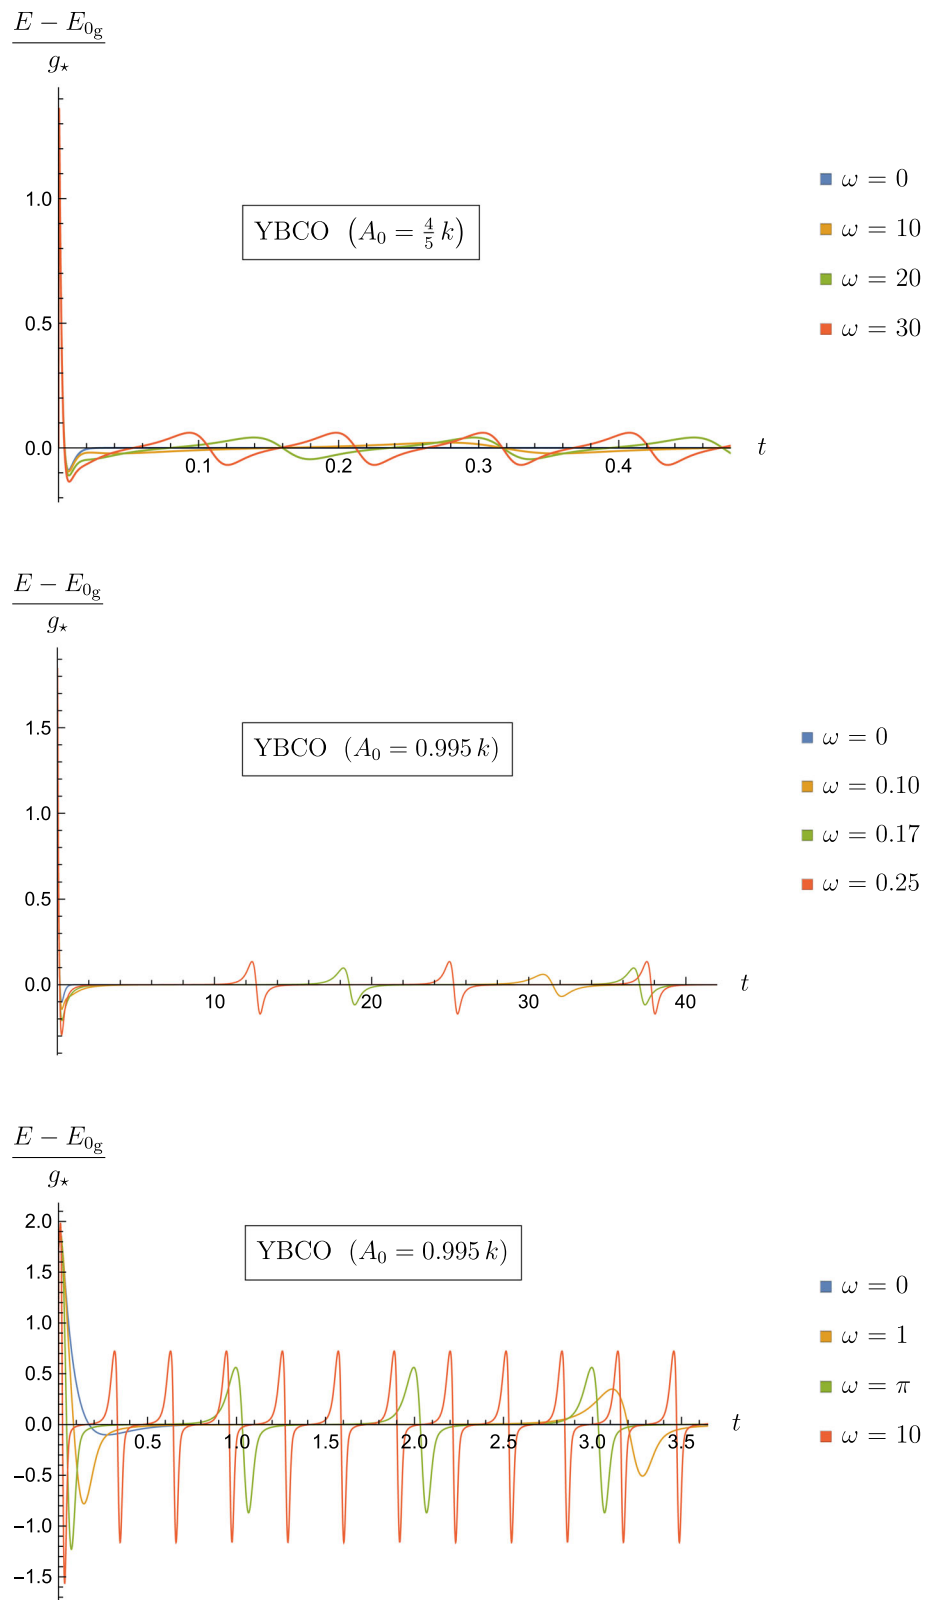 E − E₀g
g⋆
1.0
0.5
0.0
0.1 0.2 0.3 0.4 t
YBCO (A₀ = 4/5 k)
ω = 0
ω = 10
ω = 20
ω = 30
E − E₀g
g⋆
1.5
1.0
0.5
0.0
10 20 30 40 t
YBCO (A₀ = 0.995 k)
ω = 0
ω = 0.10
ω = 0.17
ω = 0.25
E − E₀g
g⋆
2.0
1.5
1.0
0.5
0.0
−0.5
−1.0
−1.5
0.5 1.0 1.5 2.0 2.5 3.0 3.5 t
YBCO (A₀ = 0.995 k)
ω = 0
ω = 1
ω = π
ω = 10